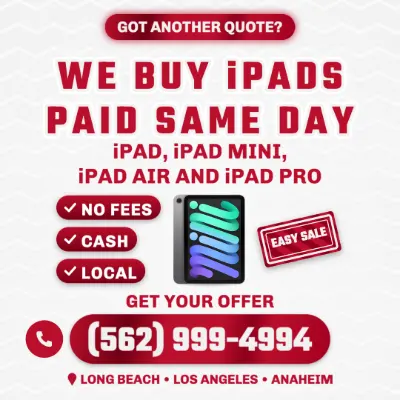 GOT ANOTHER QUOTE?
WE BUY iPADS
PAID SAME DAY
iPAD, iPAD MINI,
iPAD AIR AND iPAD PRO
NO FEES
CASH
LOCAL
EASY SALE
GET YOUR OFFER
(562) 999-4994
LONG BEACH • LOS ANGELES • ANAHEIM